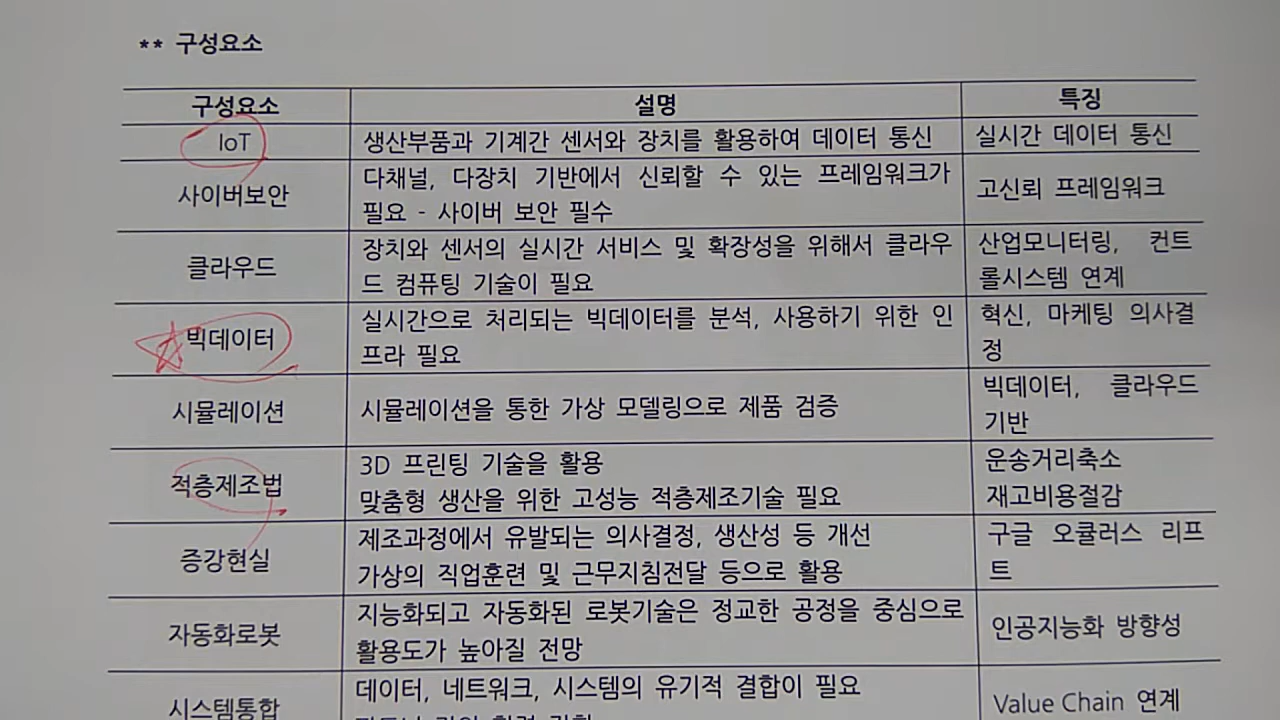 ** 구성요소
구성요소 설명 특징
IoT 생산부품과 기계간 센서와 장치를 활용하여 데이터 통신 실시간 데이터 통신
사이버보안 다채널, 다장치 기반에서 신뢰할 수 있는 프레임워크가
필요 - 사이버 보안 필수
고신뢰 프레임워크
클라우드 장치와 센서의 실시간 서비스 및 확장성을 위해서 클라우
드 컴퓨팅 기술이 필요
산업모니터링, 컨트
롤시스템 연계
빅데이터 실시간으로 처리되는 빅데이터를 분석, 사용하기 위한 인
프라 필요
혁신, 마케팅 의사결
정
시뮬레이션 시뮬레이션을 통한 가상 모델링으로 제품 검증
빅데이터, 클라우드
기반
적층제조법 3D 프린팅 기술을 활용
맞춤형 생산을 위한 고성능 적층제조기술 필요
운송거리축소
재고비용절감
증강현실 제조과정에서 유발되는 의사결정, 생산성 등 개선
가상의 직업훈련 및 근무지침전달 등으로 활용
구글 오큘러스 리프
트
자동화로봇 지능화되고 자동화된 로봇기술은 정교한 공정을 중심으로
활용도가 높아질 전망
인공지능화 방향성
시스템통합 데이터, 네트워크, 시스템의 유기적 결합이 필요
Value Chain 연계